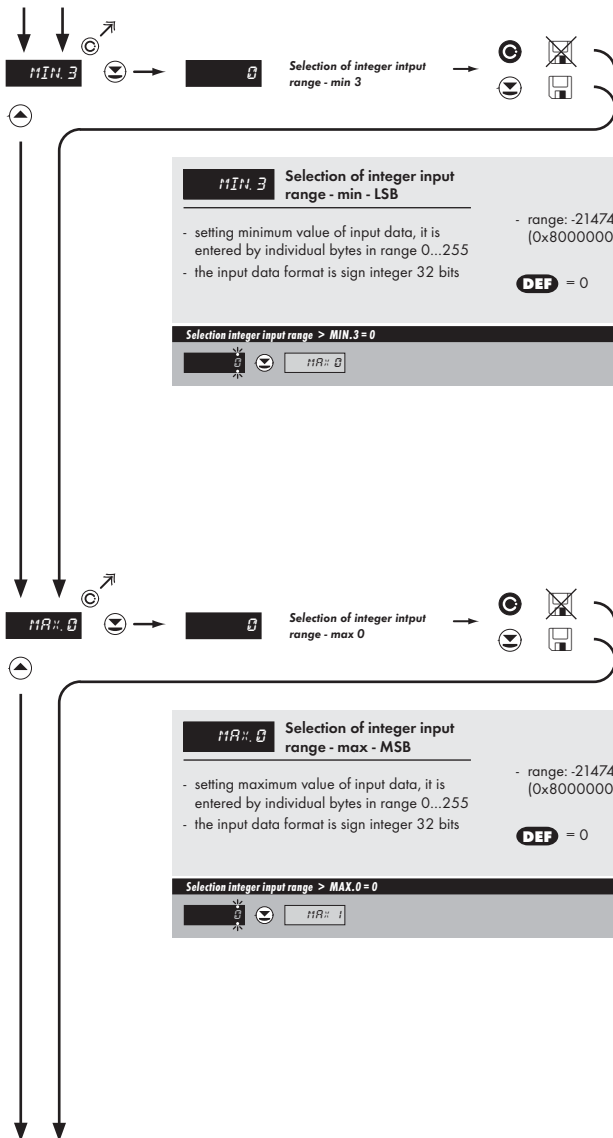 MIN. 3
0
Selection of integer intput
range - min 3
MIN. 3
Selection of integer input
range - min - LSB
- setting minimum value of input data, it is
entered by individual bytes in range 0...255
- the input data format is sign integer 32 bits
- range: -21474
(0x8000000
DEF = 0
Selection integer input range > MIN.3 = 0
0
MAX 0
MAX. 0
0
Selection of integer intput
range - max 0
MAX. 0
Selection of integer input
range - max - MSB
- setting maximum value of input data, it is
entered by individual bytes in range 0...255
- the input data format is sign integer 32 bits
- range: -21474
(0x8000000
DEF = 0
Selection integer input range > MAX.0 = 0
0
MAX 1